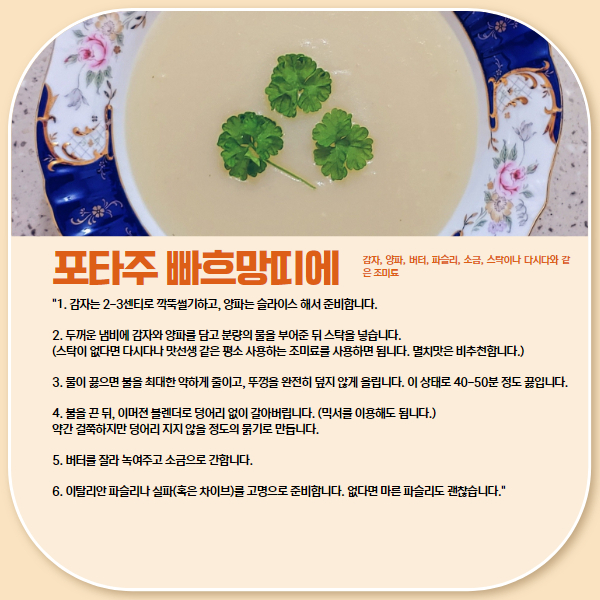 포타주 빠흐망띠에
감자, 양파, 버터, 파슬리, 소금, 스탁이나 다시다와 같
은 조미료
"1. 감자는 2-3센티로 깍뚝썰기하고, 양파는 슬라이스 해서 준비합니다.
2. 두꺼운 냄비에 감자와 양파를 담고 분량의 물을 부어준 뒤 스탁을 넣습니다.
(스탁이 없다면 다시다나 맛선생 같은 평소 사용하는 조미료를 사용하면 됩니다. 멸치맛은 비추천합니다.)
3. 물이 끓으면 불을 최대한 약하게 줄이고, 뚜껑을 완전히 덮지 않게 올립니다. 이 상태로 40-50분 정도 끓입니다.
4. 불을 끈 뒤, 이머젼 블렌더로 덩어리 없이 갈아버립니다. (믹서를 이용해도 됩니다.)
약간 걸쭉하지만 덩어리 지지 않을 정도의 묽기로 만듭니다.
5. 버터를 잘라 녹여주고 소금으로 간합니다.
6. 이탈리안 파슬리나 실파(혹은 차이브)를 고명으로 준비합니다. 없다면 마른 파슬리도 괜찮습니다."